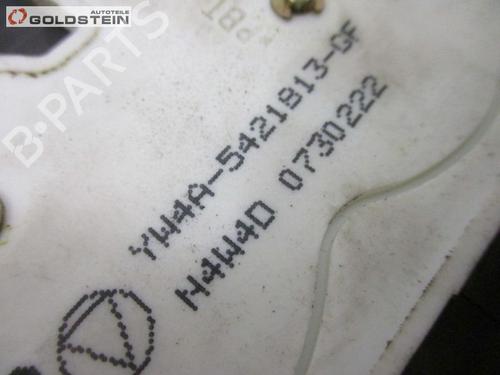 AUTOTEILE
GOLDSTEIN
B-PARTS
YW4A-5421813-GF
N4W4D 0730222